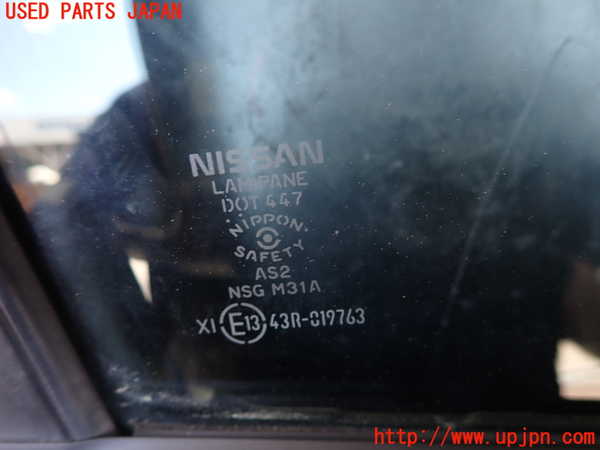 USED PARTS JAPAN
NISSAN
LAMIPANE
DOT 447
NIPPON
SAFETY
AS2
NSG M31A
XI E13 43R-019763
http://www.upjpn.com/